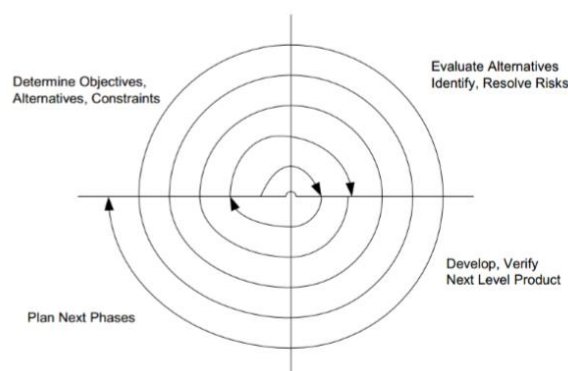 Determine Objectives,
Alternatives, Constraints
Evaluate Alternatives
Identify, Resolve Risks
Plan Next Phases
Develop, Verify
Next Level Product